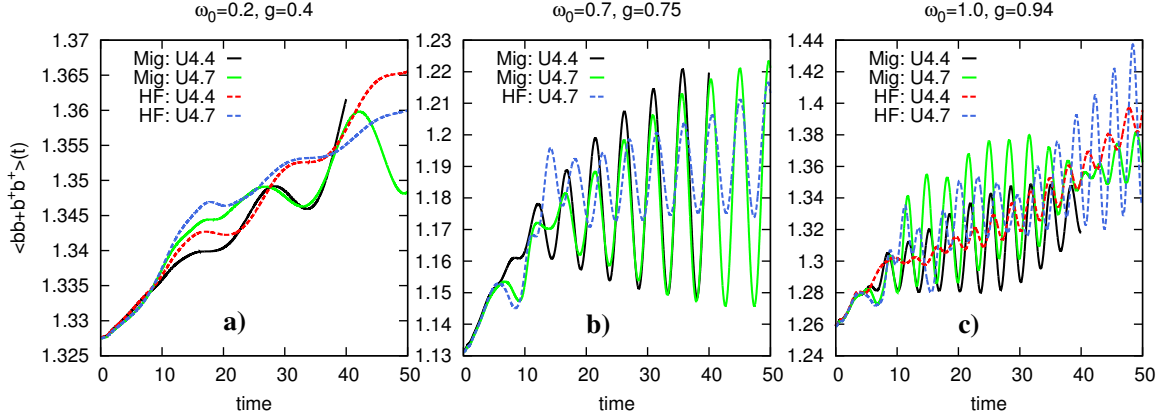 ω₀=0.2, g=0.4
ω₀=0.7, g=0.75
ω₀=1.0, g=0.94
<bb+b⁺b⁺>(t)
1.37
1.365
1.36
1.355
1.35
1.345
1.34
1.335
1.33
1.325
Mig: U4.4
Mig: U4.7
HF: U4.4
HF: U4.7
a)
0 10 20 30 40 50
time
1.23
1.22
1.21
1.2
1.19
1.18
1.17
1.16
1.15
1.14
1.13
Mig: U4.4
Mig: U4.7
HF: U4.7
b)
0 10 20 30 40 50
time
1.44
1.42
1.4
1.38
1.36
1.34
1.32
1.3
1.28
1.26
1.24
Mig: U4.4
Mig: U4.7
HF: U4.4
HF: U4.7
c)
0 10 20 30 40 50
time